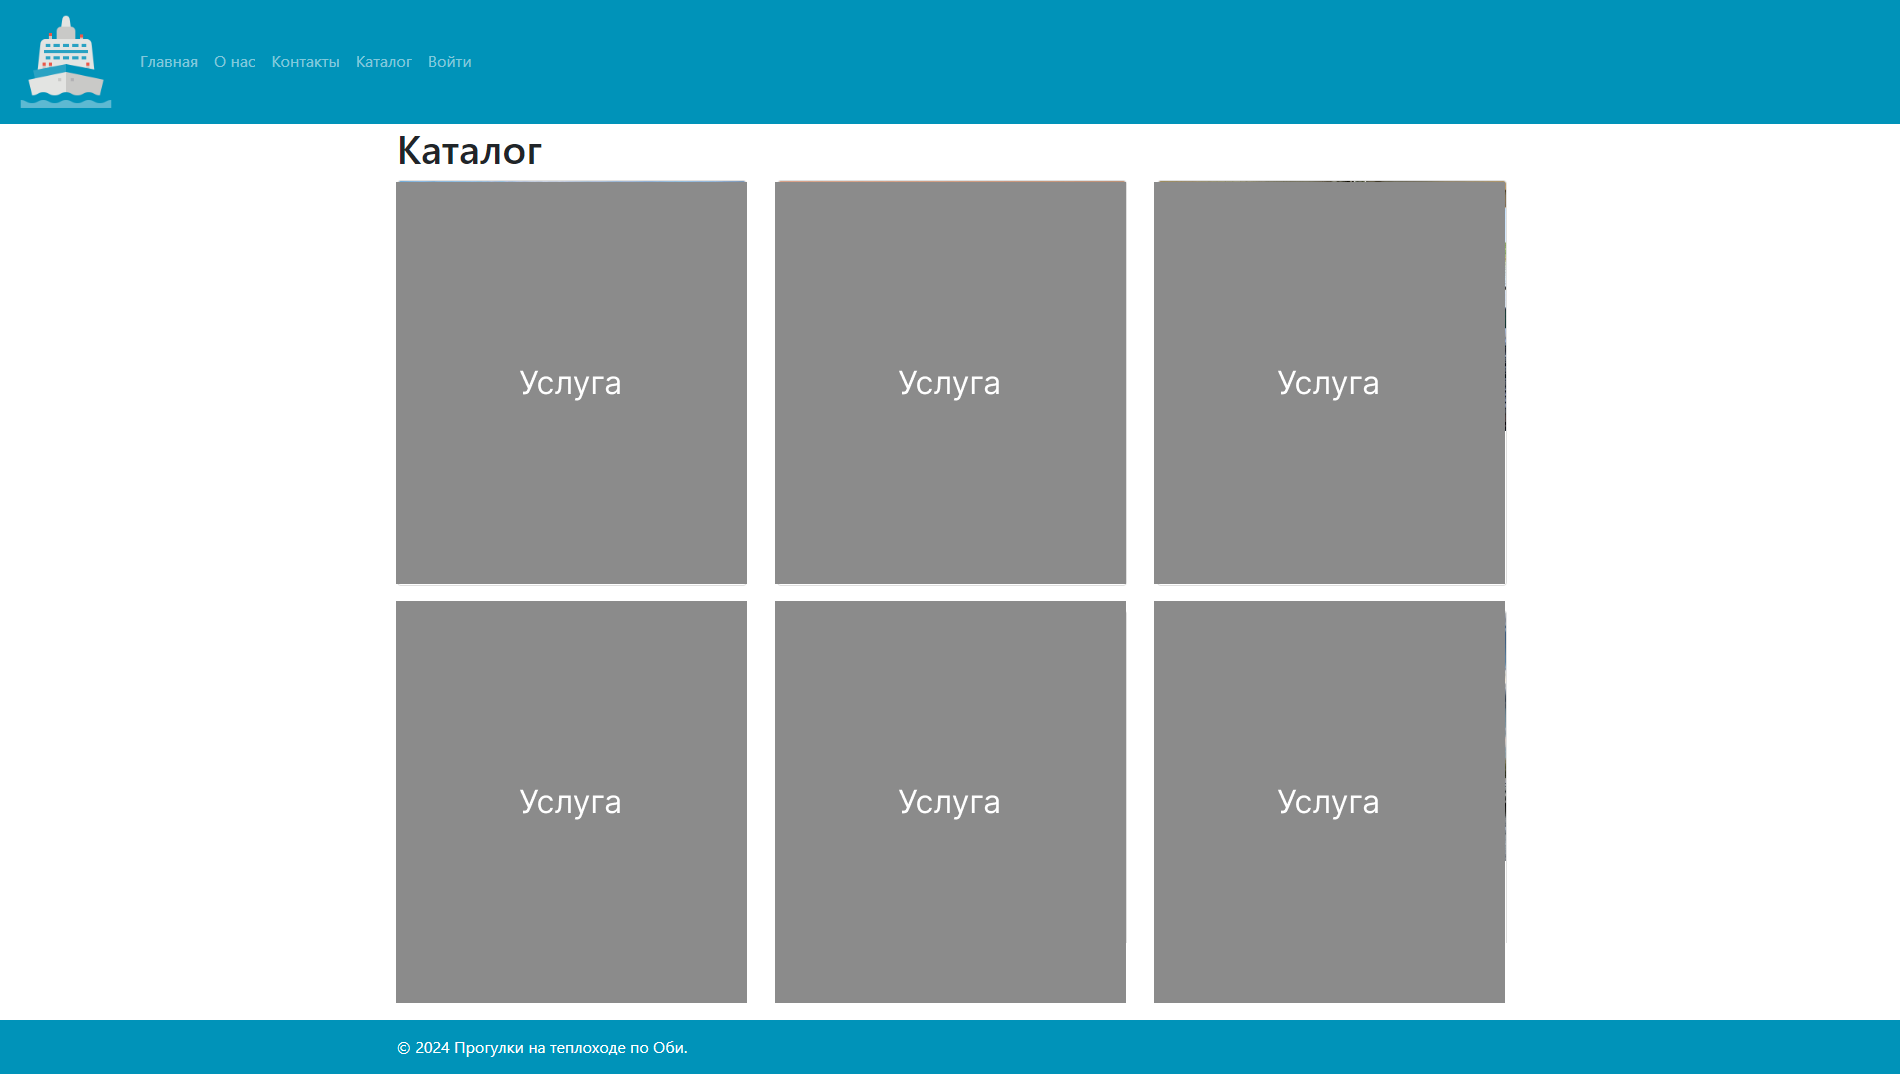 Главная О нас Контакты Каталог Войти
Каталог
Услуга Услуга Услуга
Услуга Услуга Услуга
© 2024 Прогулки на теплоходе по Оби.